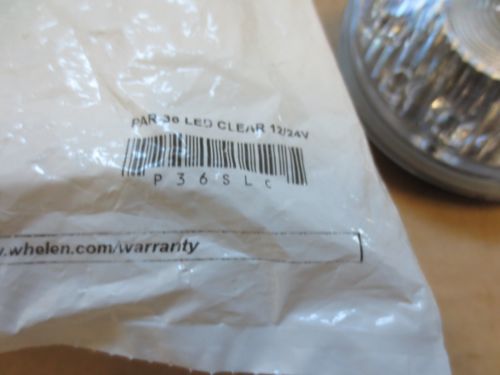 PAR-36 LED CLEAR 12/24V
P36SLC
w.whelen.com/warranty